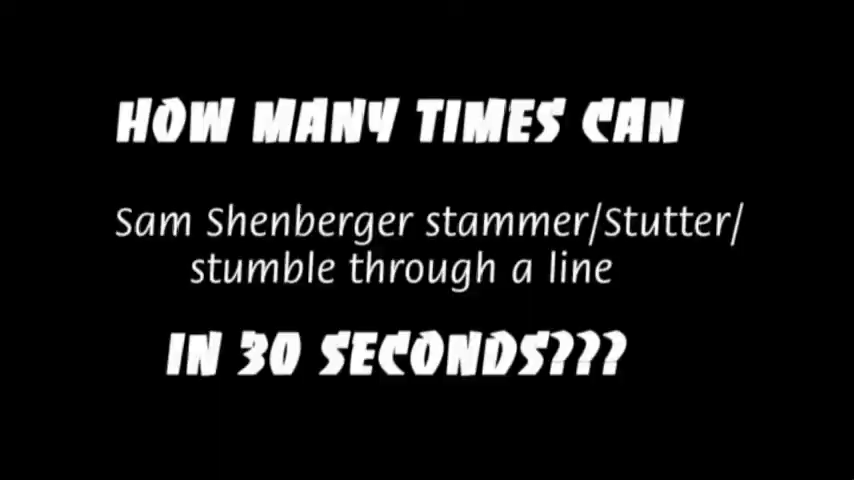 HOW MANY TIMES CAN
Sam Shenberger stammer/Stutter/
stumble through a line
IN 30 SECONDS???